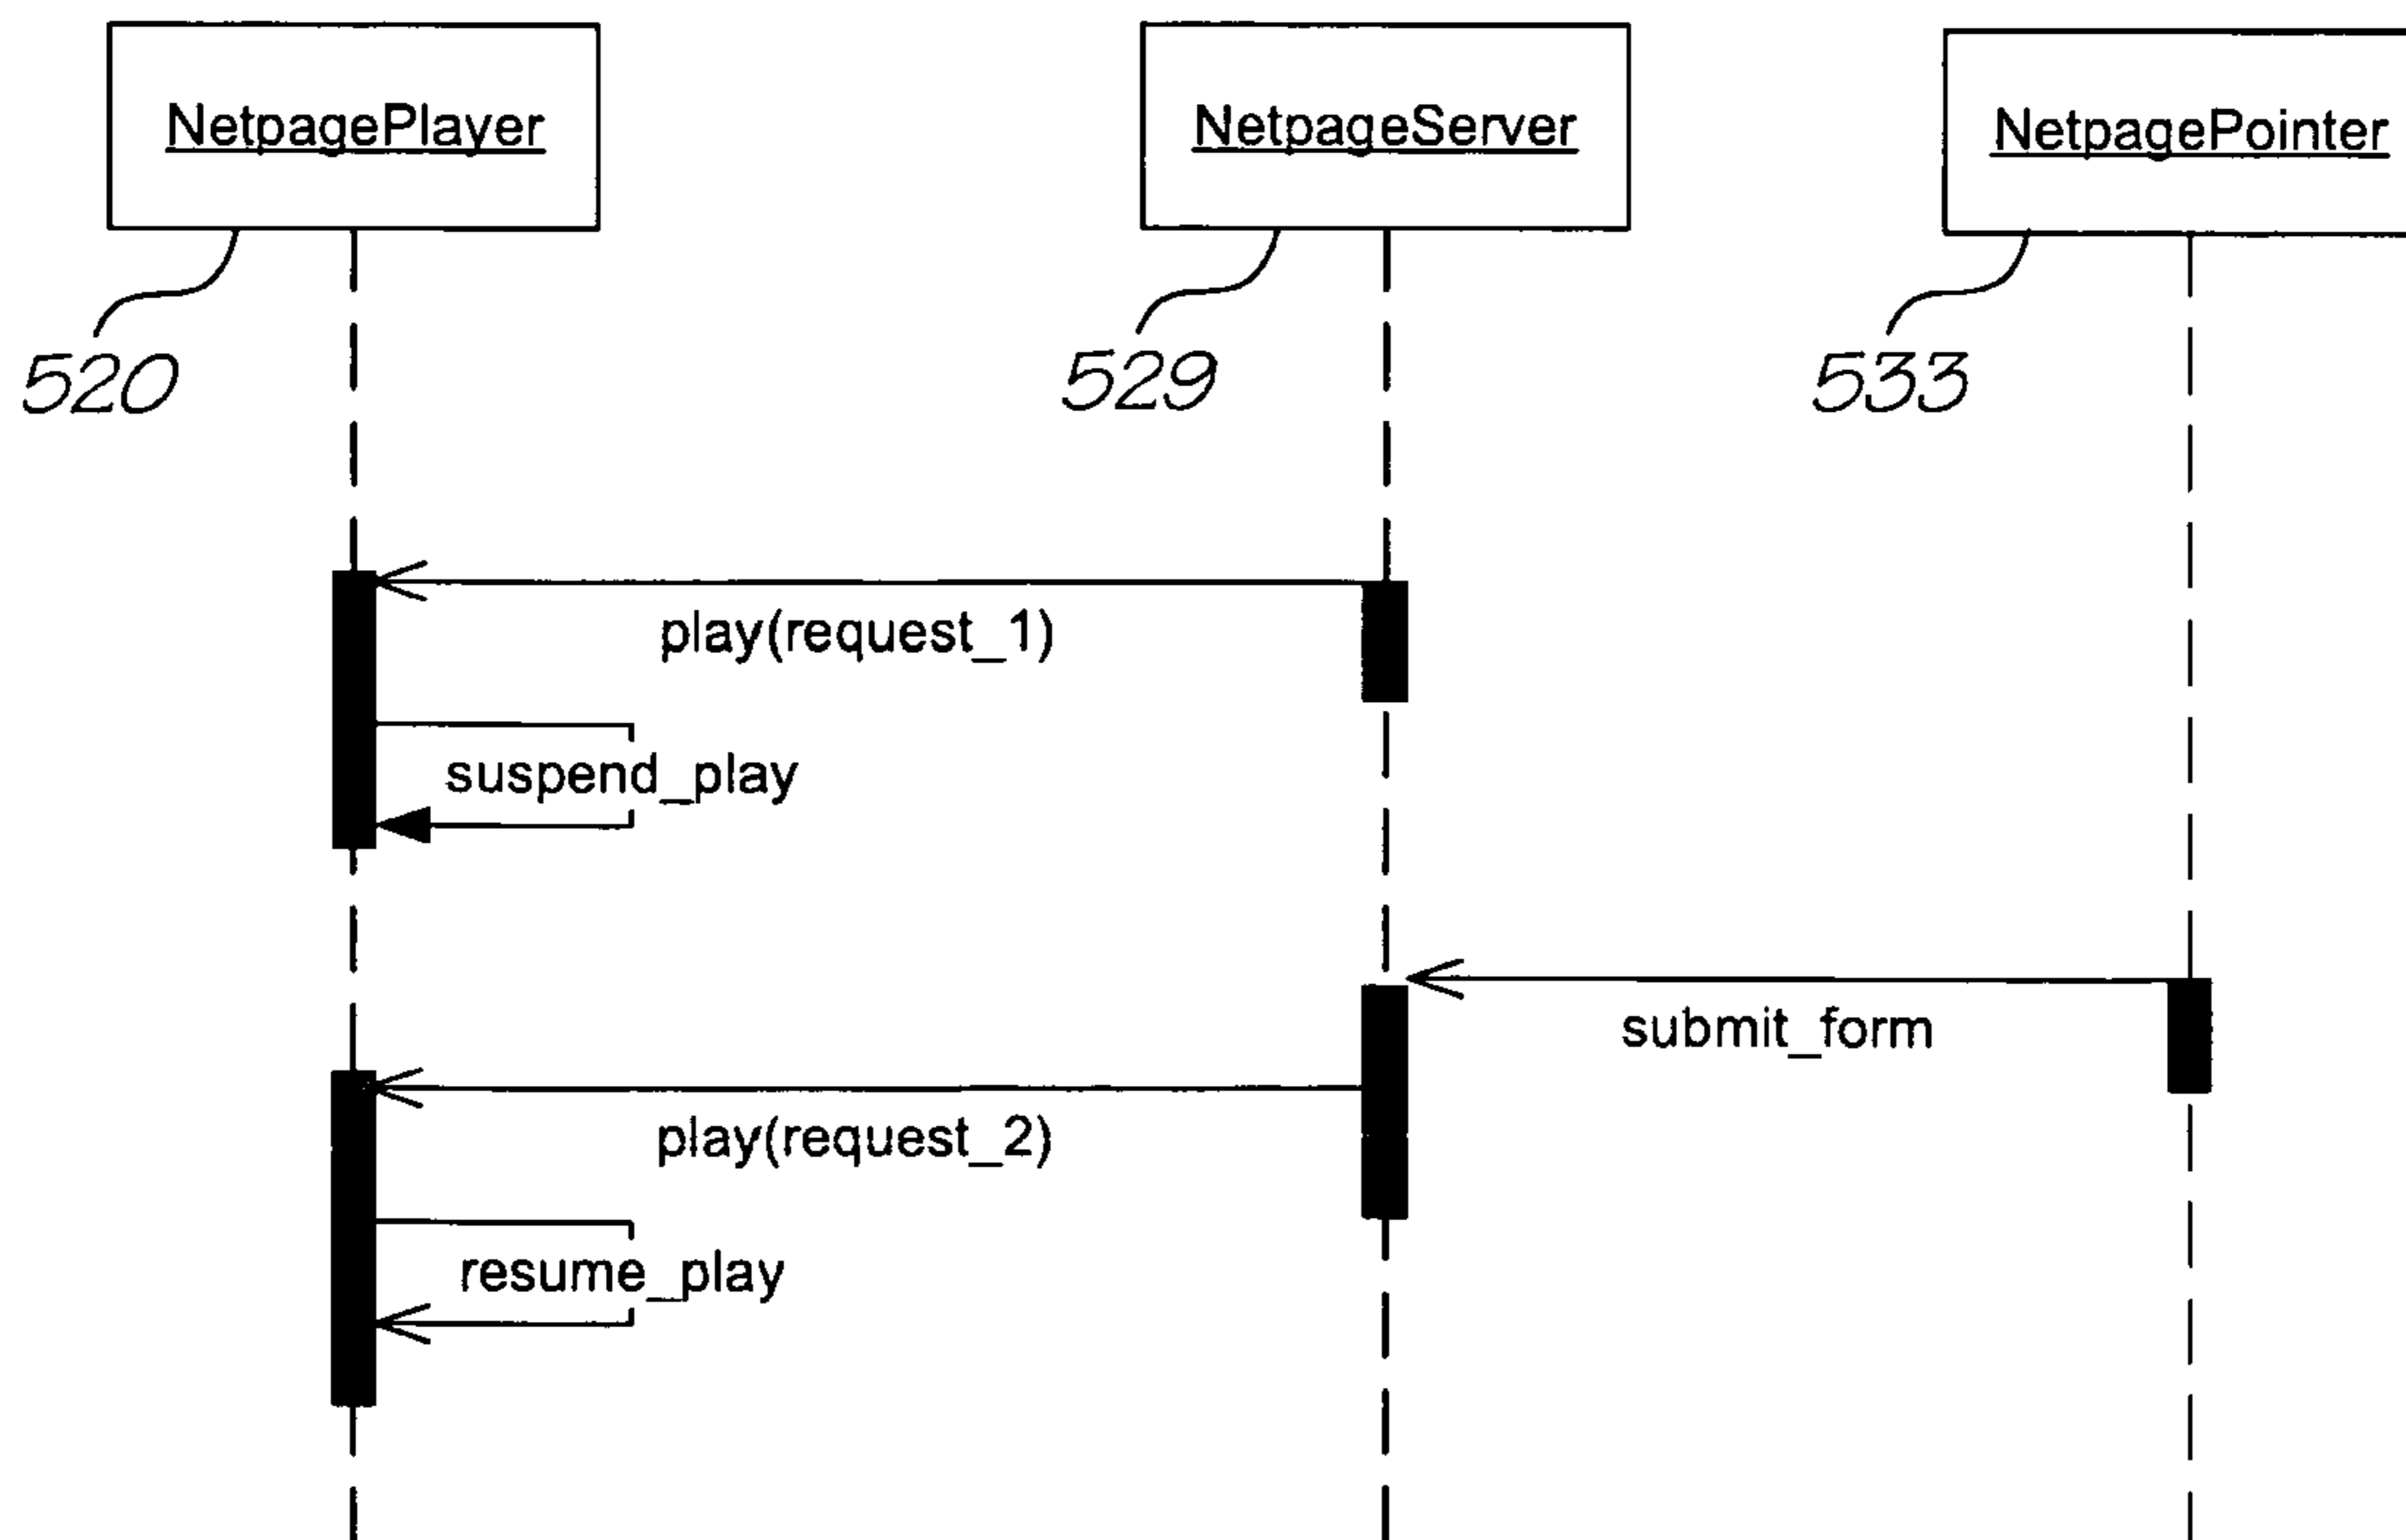 NetpagePlayer
NetpageServer
NetpagePointer
520
529
533
play(request_1)
suspend_play
submit_form
play(request_2)
resume_play